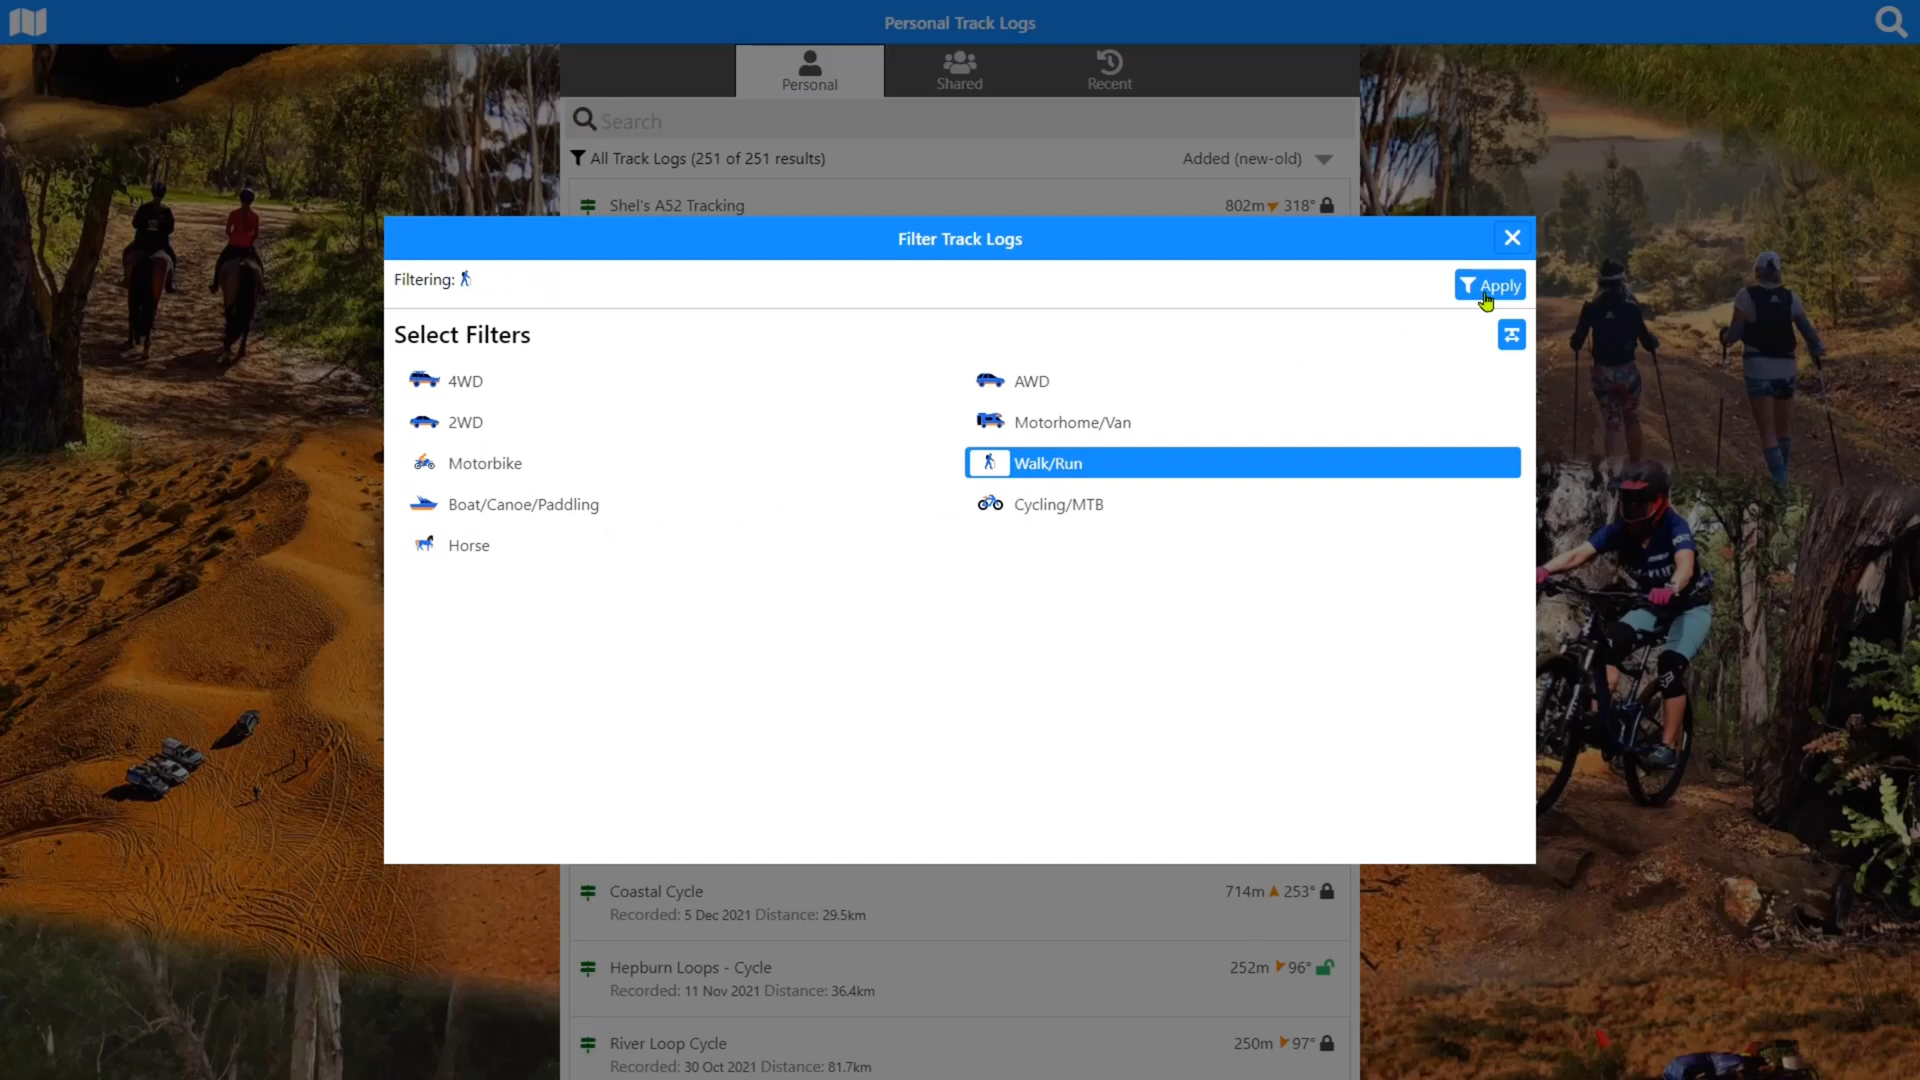 Personal Track Logs
Personal
Shared
Recent
Search
All Track Logs (251 of 251 results)
Added (new-old)
Shel's A52 Tracking
802m 318°
Filter Track Logs
Filtering:
Apply
Select Filters
4WD
AWD
2WD
Motorhome/Van
Motorbike
Walk/Run
Boat/Canoe/Paddling
Cycling/MTB
Horse
Coastal Cycle
714m 253°
Recorded: 5 Dec 2021 Distance: 29.5km
Hepburn Loops - Cycle
252m 96°
Recorded: 11 Nov 2021 Distance: 36.4km
River Loop Cycle
250m 97°
Recorded: 30 Oct 2021 Distance: 81.7km